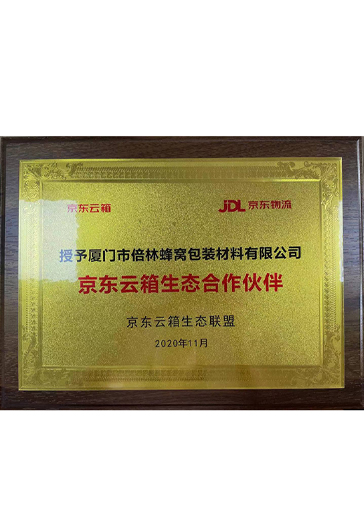 京东云箱 JDL 京东物流
授予厦门市倍林蜂窝包装材料有限公司
京东云箱生态合作伙伴
京东云箱生态联盟
2020年11月